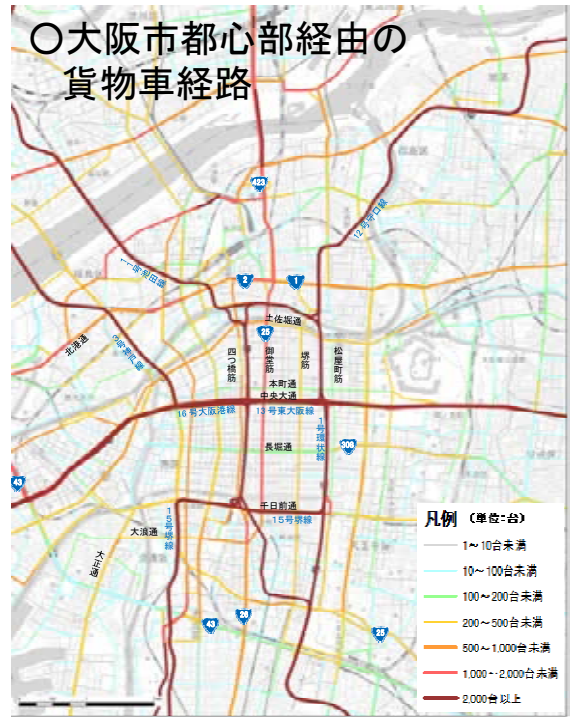 〇大阪市都心部経由の
貨物車経路
423
12号守口線
11号池田線
2
1
土佐堀通
25
北港通
3号神戸線
四つ橋筋
御堂筋
堺筋
松屋町筋
本町通
中央大通
16号大阪港線
13号東大阪線
1号環状線
長堀通
308
43
千日前通
15号堺線
15号堺線
大浪通
大正通
43
26
25
凡例 (単位:台)
1~10台未満
10~100台未満
100~200台未満
200~500台未満
500~1,000台未満
1,000~2,000台未満
2,000台以上